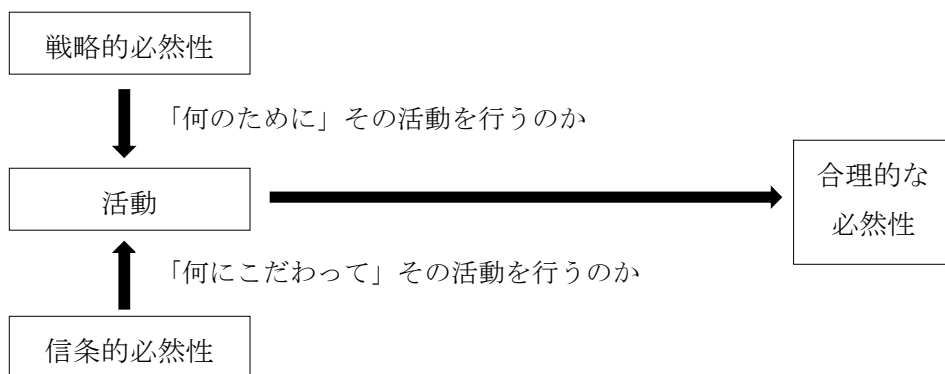 戦略的必然性
「何のために」その活動を行うのか
活動
合理的な
必然性
「何にこだわって」その活動を行うのか
信条的必然性